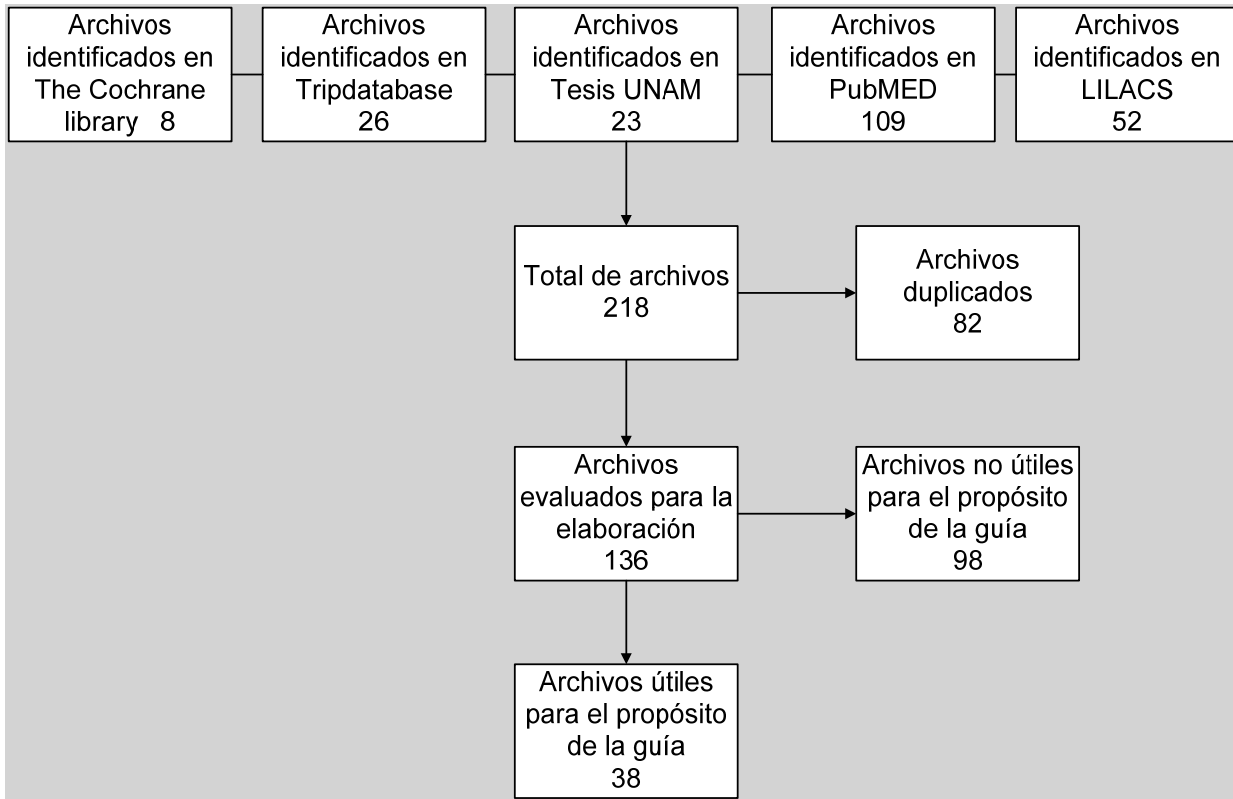 Archivos
identificados en
The Cochrane
library 8
Archivos
identificados en
Tripdatabase
26
Archivos
identificados en
Tesis UNAM
23
Archivos
identificados en
PubMED
109
Archivos
identificados en
LILACS
52
Total de archivos
218
Archivos
duplicados
82
Archivos
evaluados para la
elaboración
136
Archivos no útiles
para el propósito
de la guía
98
Archivos útiles
para el propósito
de la guía
38